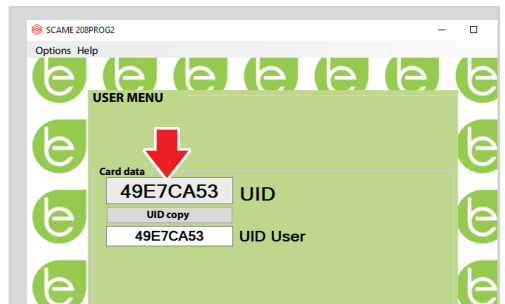 SCAME 208PROG2
Options Help
USER MENU
Card data
49E7CA53 UID
UID copy
49E7CA53 UID User